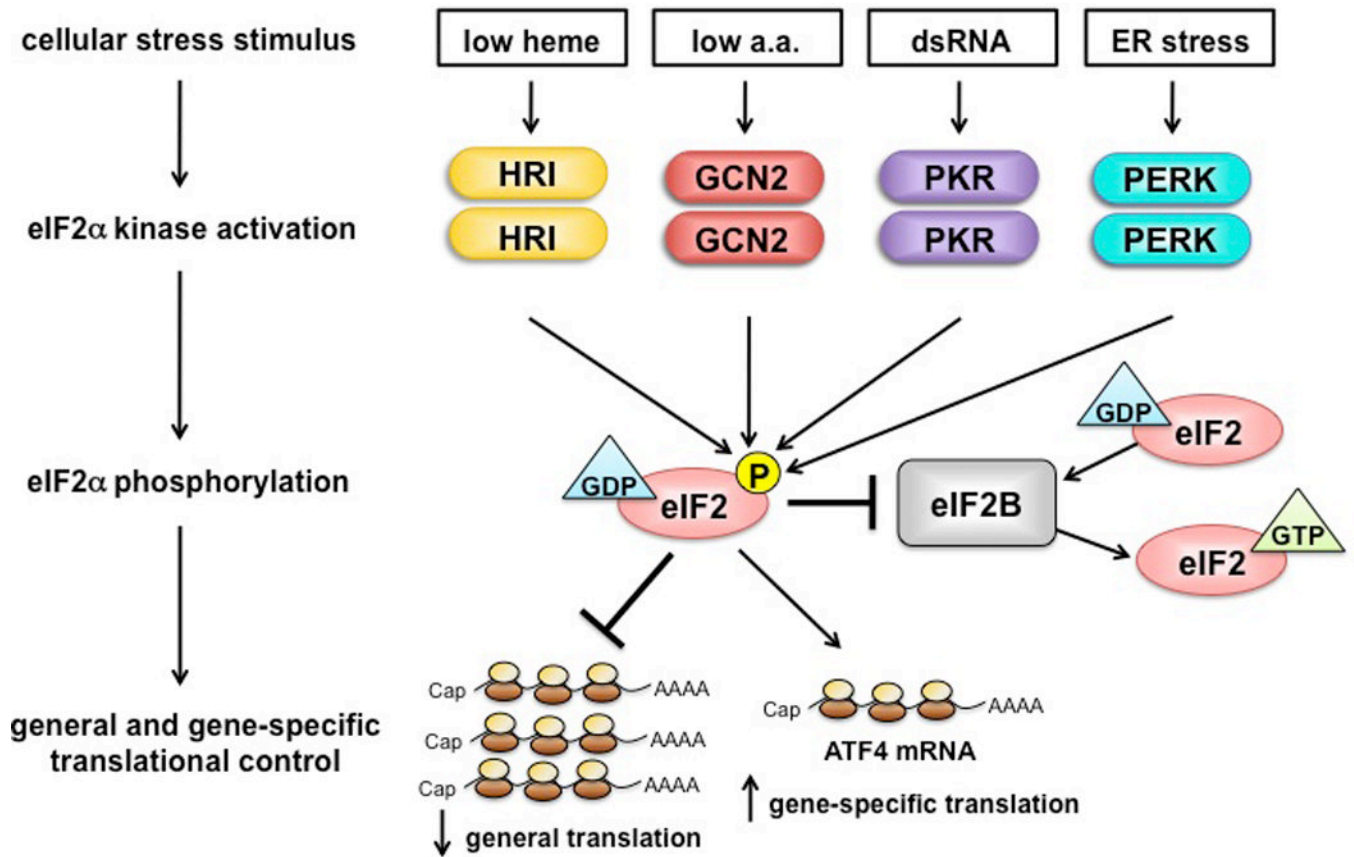 cellular stress stimulus
low heme
low a.a.
dsRNA
ER stress
HRI
GCN2
PKR
PERK
HRI
GCN2
PKR
PERK
eIF2α kinase activation
GDP
eIF2
P
GDP
eIF2
eIF2B
GTP
eIF2
eIF2α phosphorylation
Cap
AAAA
Cap
AAAA
Cap
AAAA
Cap
AAAA
ATF4 mRNA
general and gene-specific
translational control
general translation
gene-specific translation